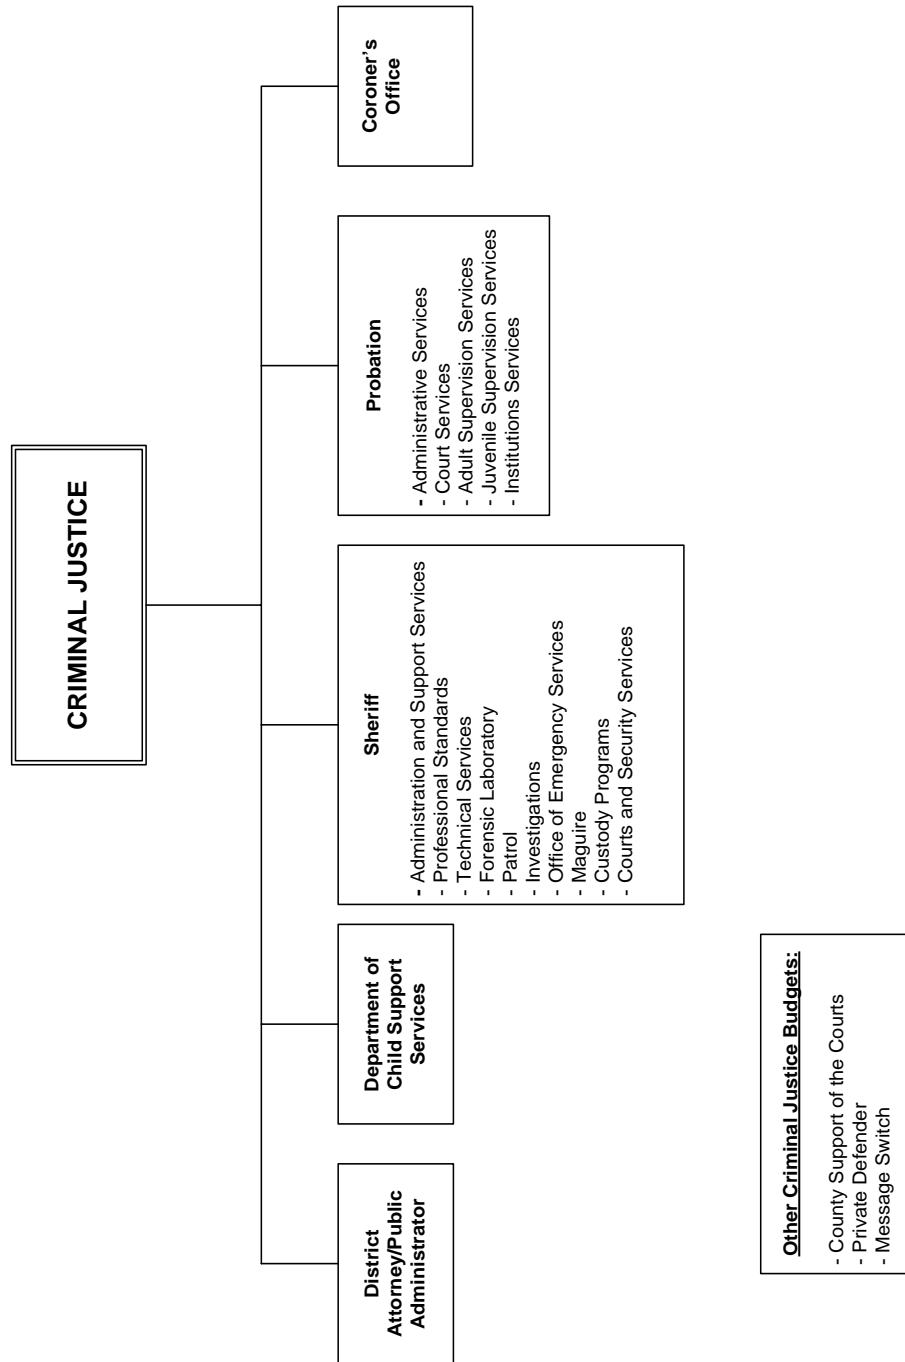 CRIMINAL JUSTICE
District
Attorney/Public
Administrator
Department of
Child Support
Services
Sheriff
- Administration and Support Services
- Professional Standards
- Technical Services
- Forensic Laboratory
- Patrol
- Investigations
- Office of Emergency Services
- Maguire
- Custody Programs
- Courts and Security Services
Probation
- Administrative Services
- Court Services
- Adult Supervision Services
- Juvenile Supervision Services
- Institutions Services
Coroner's
Office
Other Criminal Justice Budgets:
- County Support of the Courts
- Private Defender
- Message Switch